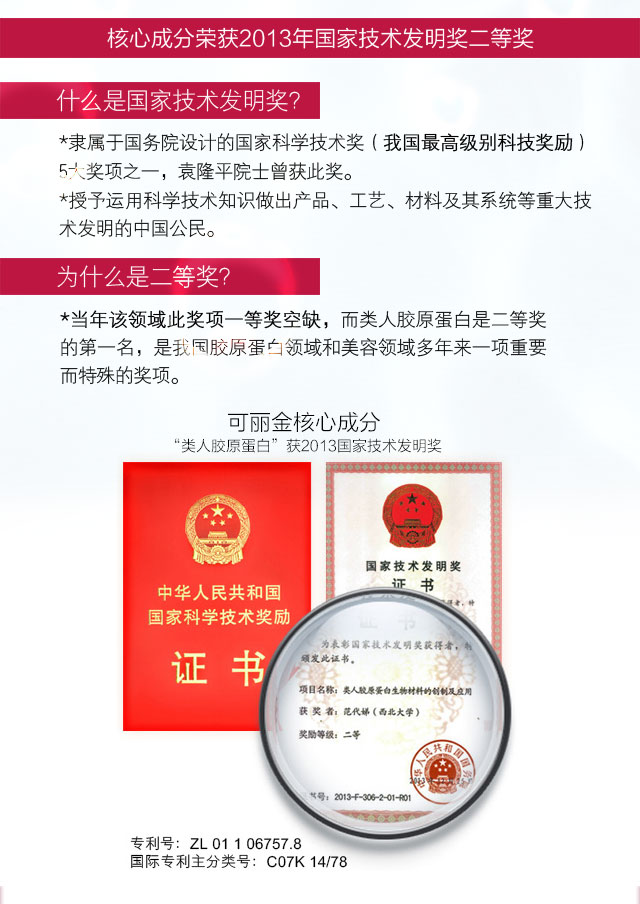 核心成分荣获2013年国家技术发明奖二等奖
什么是国家技术发明奖?
*隶属于国务院设计的国家科学技术奖（我国最高级别科技奖励）
5大奖项之一，袁隆平院士曾获此奖。
*授予运用科学技术知识做出产品、工艺、材料及其系统等重大技
术发明的中国公民。
为什么是二等奖?
*当年该领域此奖项一等奖空缺，而类人胶原蛋白是二等奖
的第一名，是我国胶原蛋白领域和美容领域多年来一项重要
而特殊的奖项。
可丽金核心成分
“类人胶原蛋白”获2013国家技术发明奖
中华人民共和国
国家科学技术奖励
证书
国家技术发明奖
证书
为表彰国家技术发明奖获得者，特
颁发此证书。
项目名称：类人胶原蛋白生物材料的创制及应用
获奖者：范代娣（西北大学）
奖励等级：二等
书号：2013-F-306-2-01-R01
专利号：ZL 01 1 06757.8
国际专利主分类号：C07K 14/78